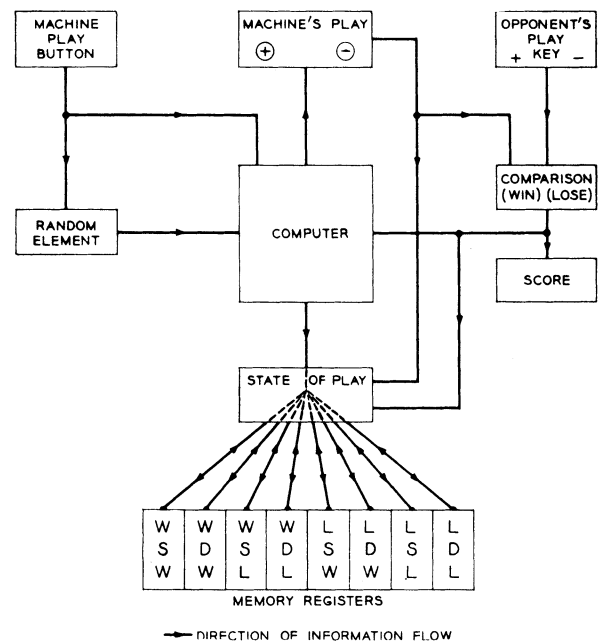 MACHINE
PLAY
BUTTON
MACHINE'S PLAY
+ −
OPPONENT'S
PLAY
KEY
+ −
COMPARISON
(WIN) (LOSE)
RANDOM
ELEMENT
COMPUTER
SCORE
STATE OF PLAY
W W W W L L L L
S D S D S D S D
W W L L W W L L
MEMORY REGISTERS
DIRECTION OF INFORMATION FLOW